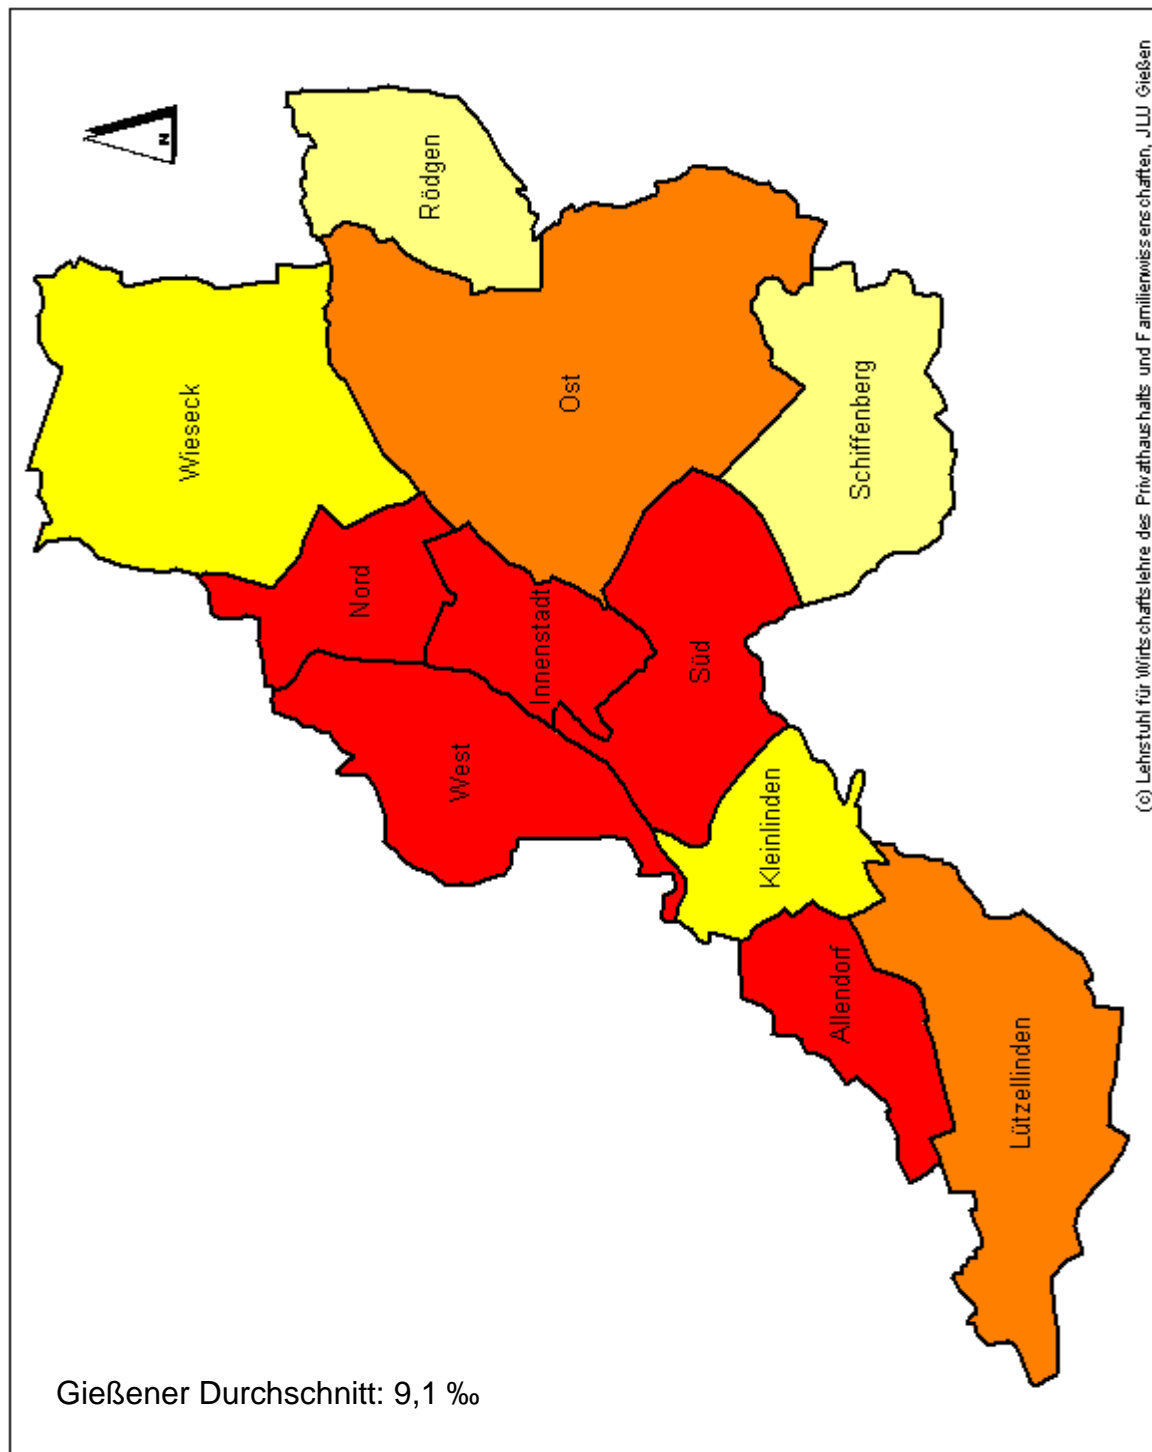 N
Rödgen
Wieseck
Ost
Schiffenberg
Nord
Innenstadt
Süd
West
Kleinlinden
Allendorf
Lützellinden
Gießener Durchschnitt: 9,1 ‰
(c) Lehrstuhl für Wirtschaftslehre des Privathaushalts und Familienwissenschaften, JLU Gießen